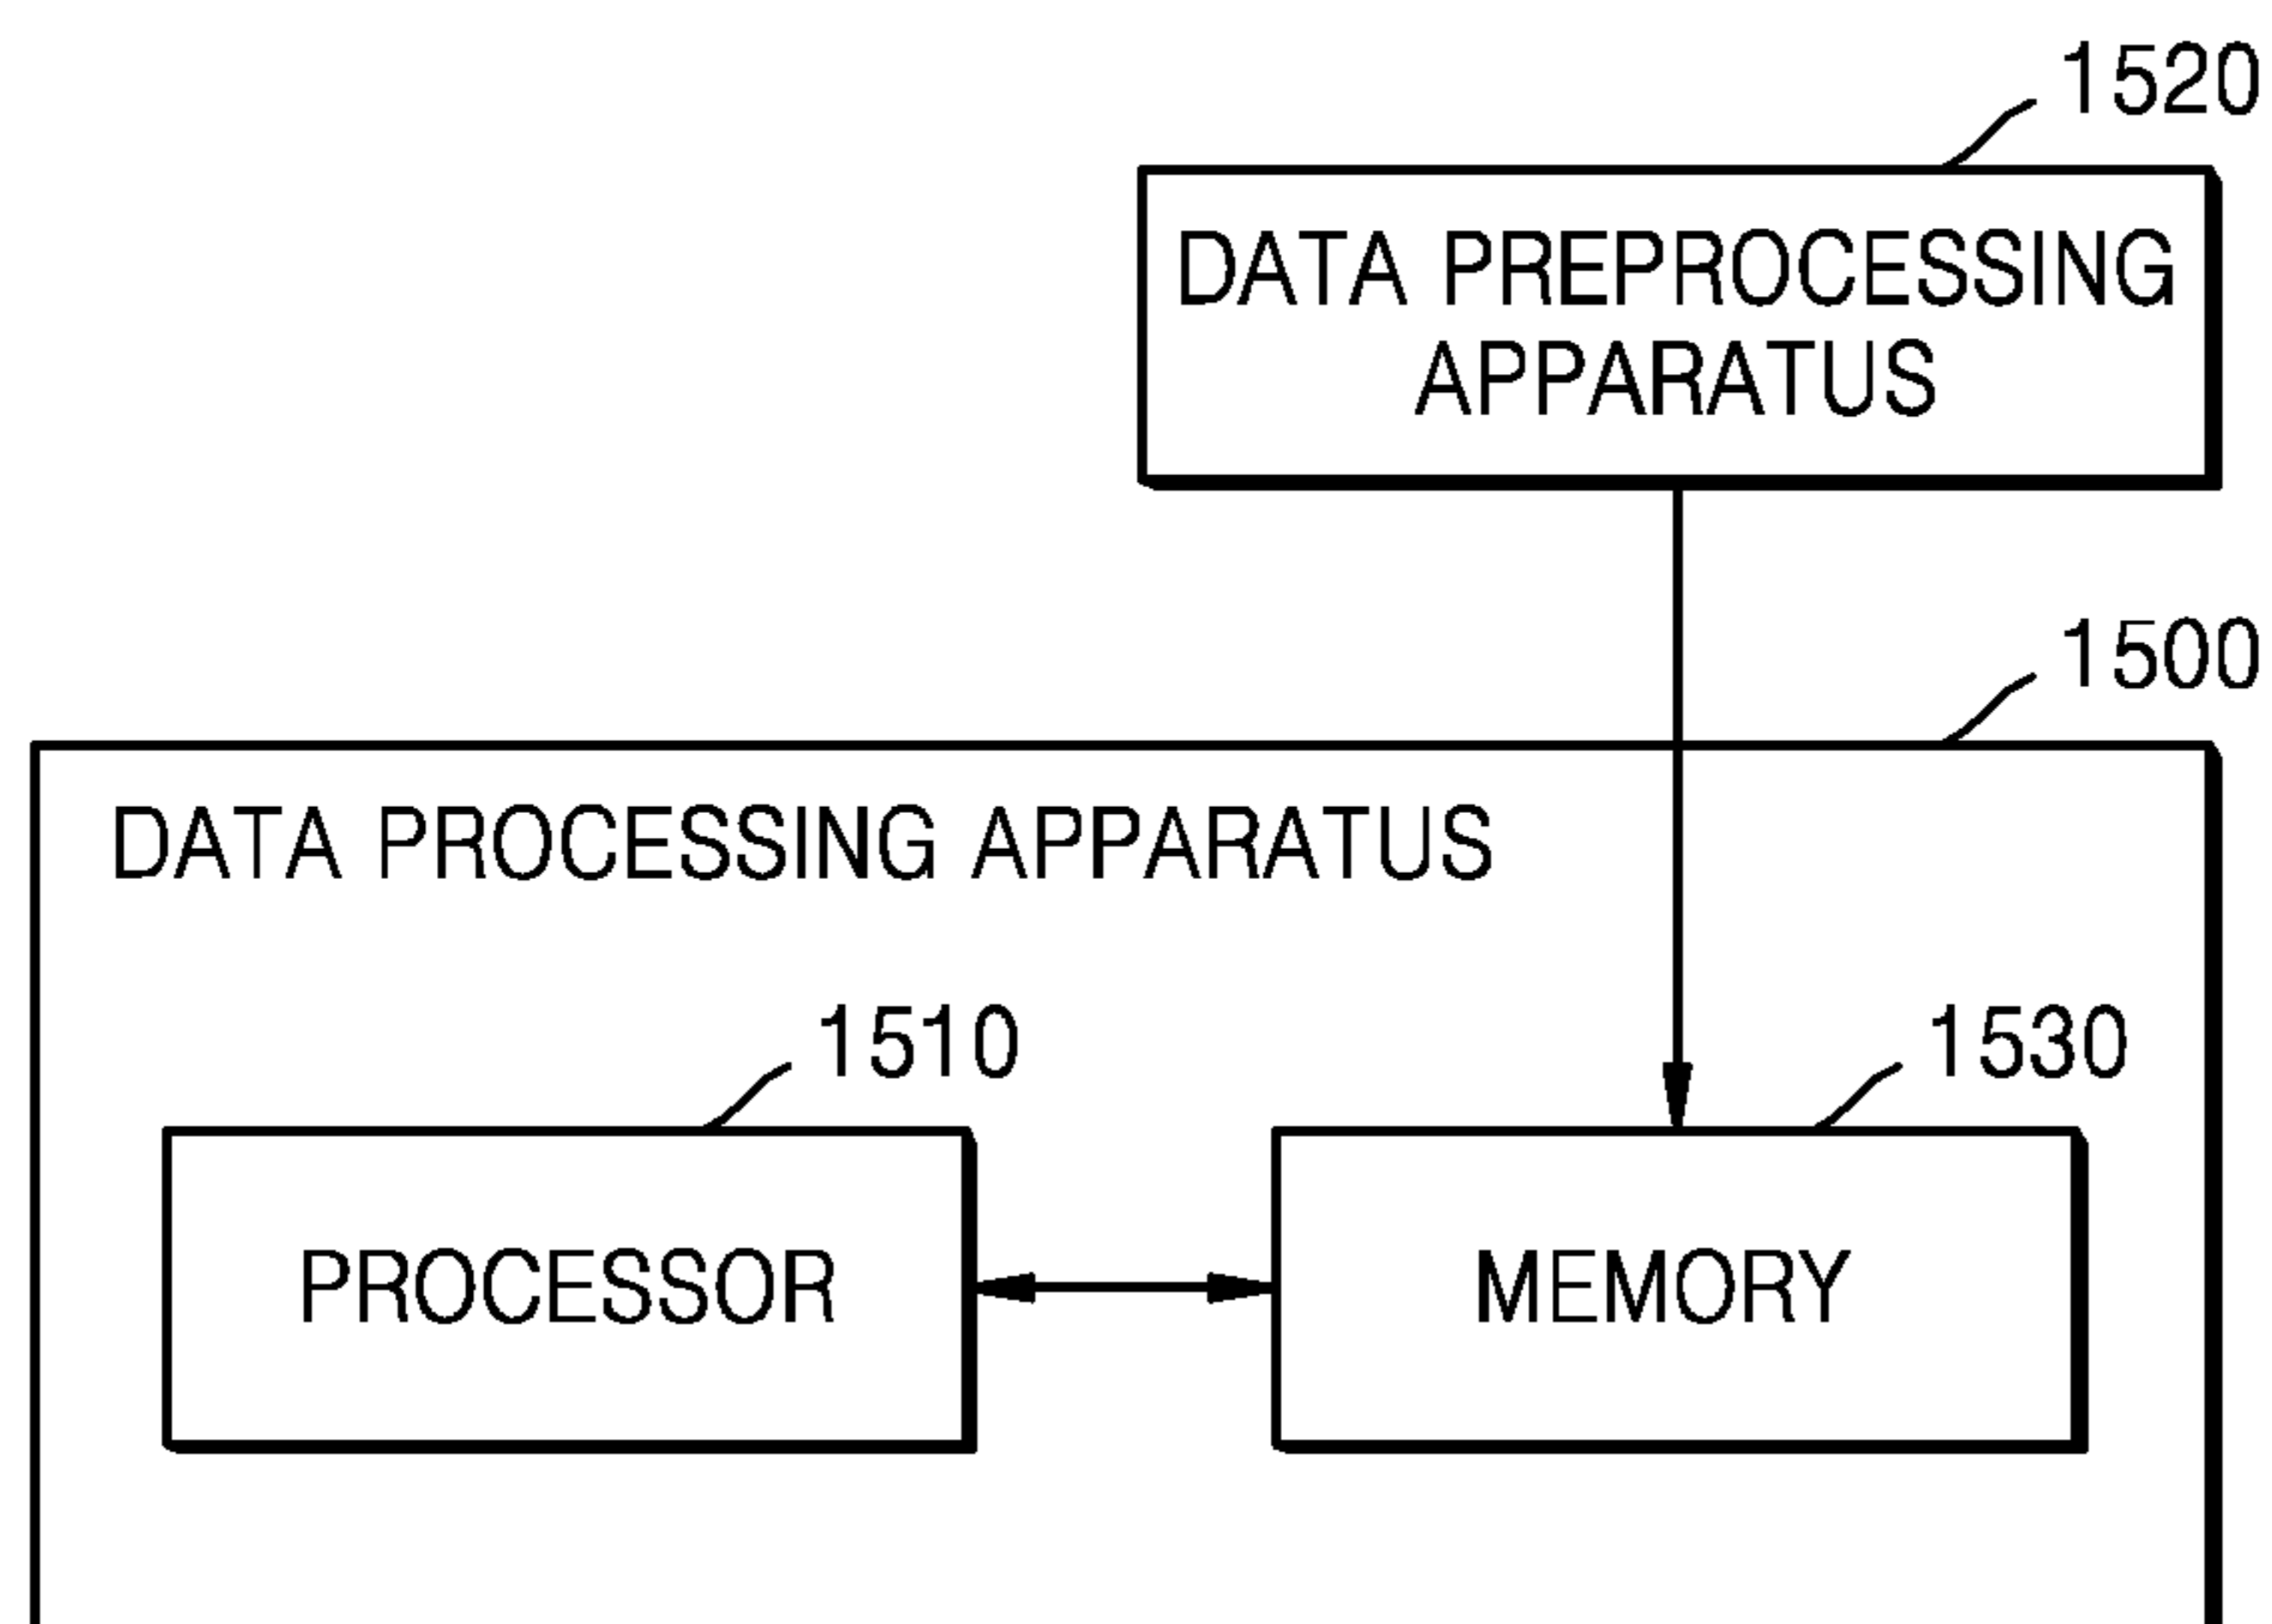 1520
DATA PREPROCESSING
APPARATUS
1500
DATA PROCESSING APPARATUS
1510
1530
PROCESSOR
MEMORY